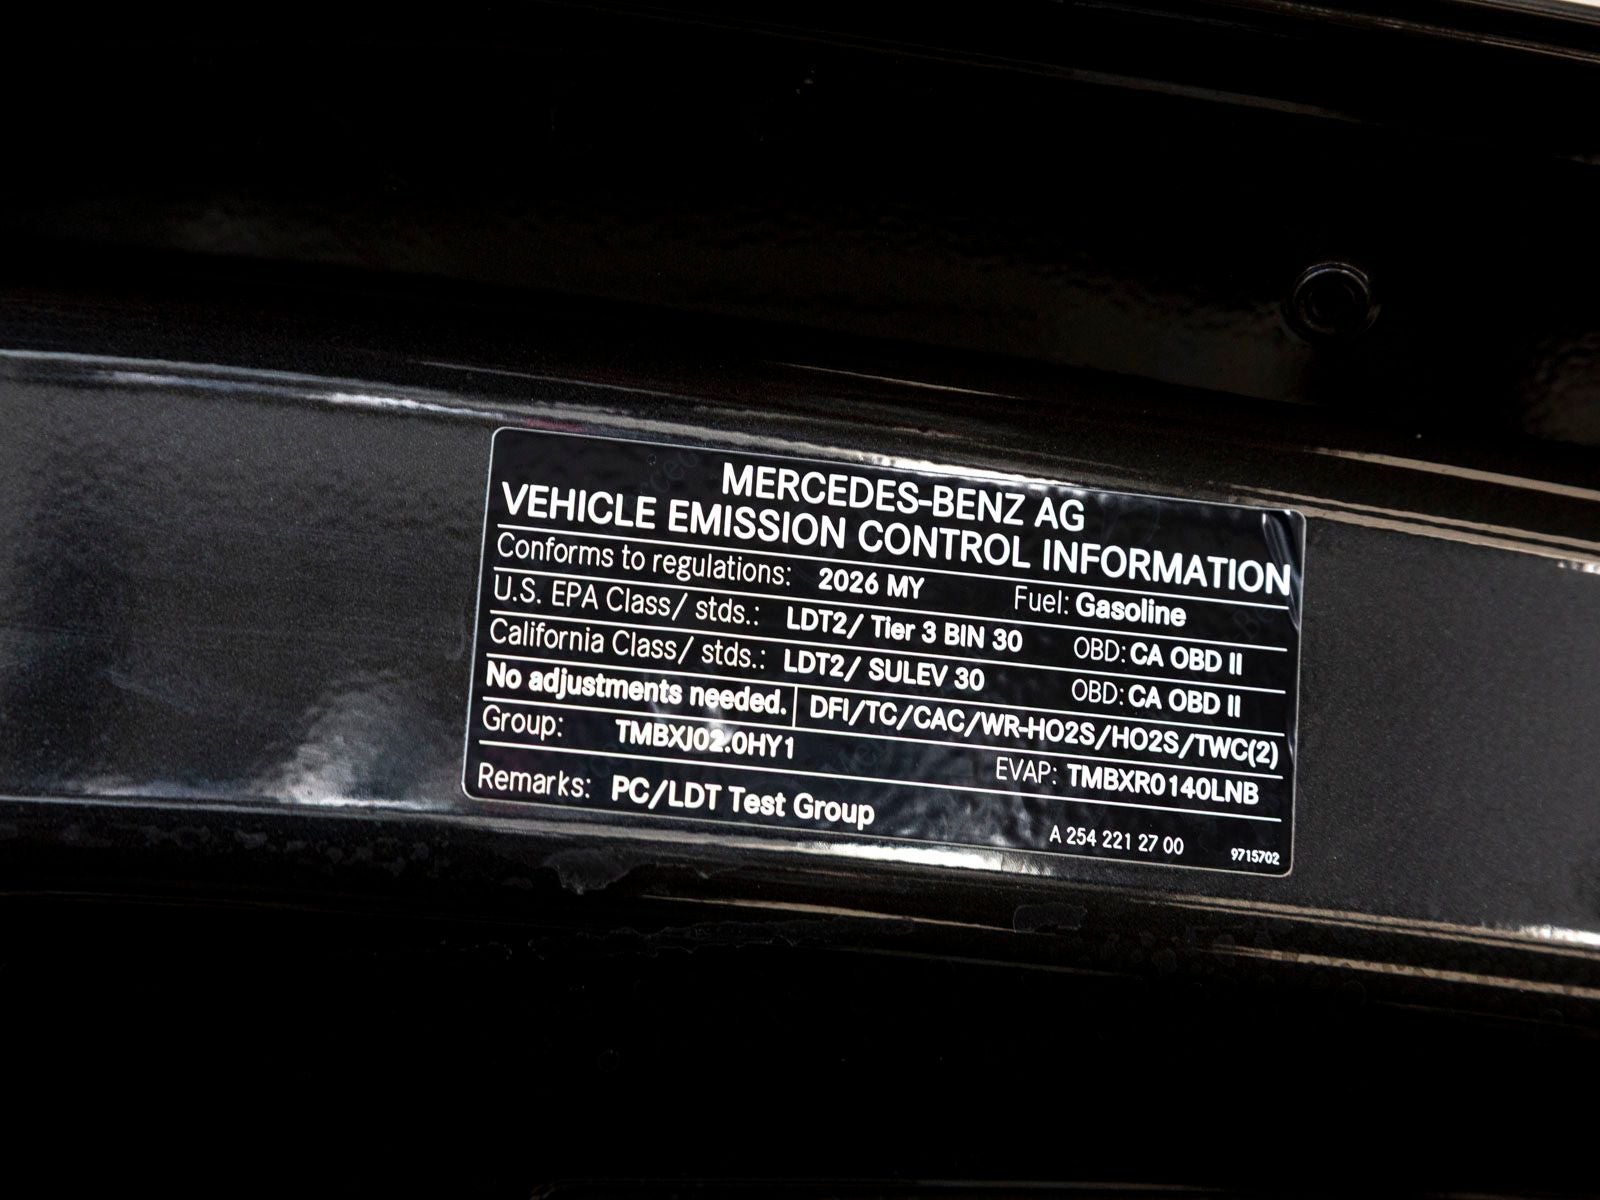 MERCEDES-BENZ AG
VEHICLE EMISSION CONTROL INFORMATION
Conforms to regulations: 2026 MY Fuel: Gasoline
U.S. EPA Class/ stds.: LDT2/ Tier 3 BIN 30 OBD: CA OBD II
California Class/ stds.: LDT2/ SULEV 30 OBD: CA OBD II
No adjustments needed. DFI/TC/CAC/WR-HO2S/HO2S/TWC(2)
Group: TMBXJ02.0HY1 EVAP: TMBXR0140LNB
Remarks: PC/LDT Test Group
A 254 221 27 00 9715702